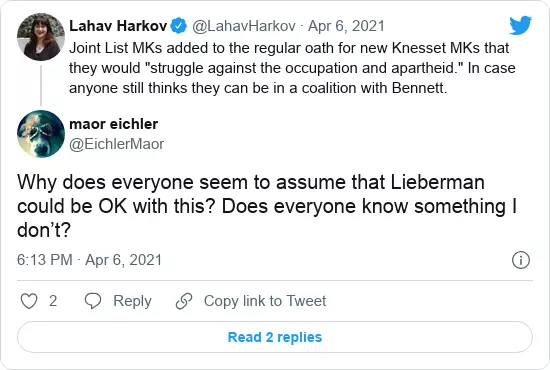 Lahav Harkov @LahavHarkov · Apr 6, 2021
Joint List MKs added to the regular oath for new Knesset MKs that
they would "struggle against the occupation and apartheid." In case
anyone still thinks they can be in a coalition with Bennett.
maor eichler
@EichlerMaor
Why does everyone seem to assume that Lieberman
could be OK with this? Does everyone know something I
don’t?
6:13 PM · Apr 6, 2021
2 Reply Copy link to Tweet
Read 2 replies